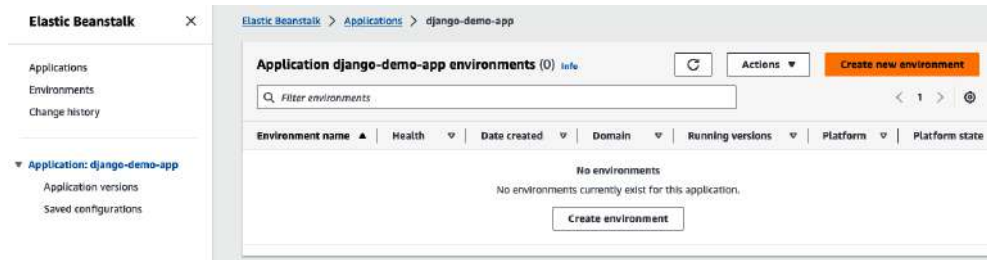 Elastic Beanstalk
Elastic Beanstalk > Applications > django-demo-app
Applications
Environments
Change history
Application: django-demo-app
Application versions
Saved configurations
Application django-demo-app environments (0) Info
Actions
Create new environment
Filter environments
< 1 >
Environment name
Health
Date created
Domain
Running versions
Platform
Platform state
No environments
No environments currently exist for this application.
Create environment